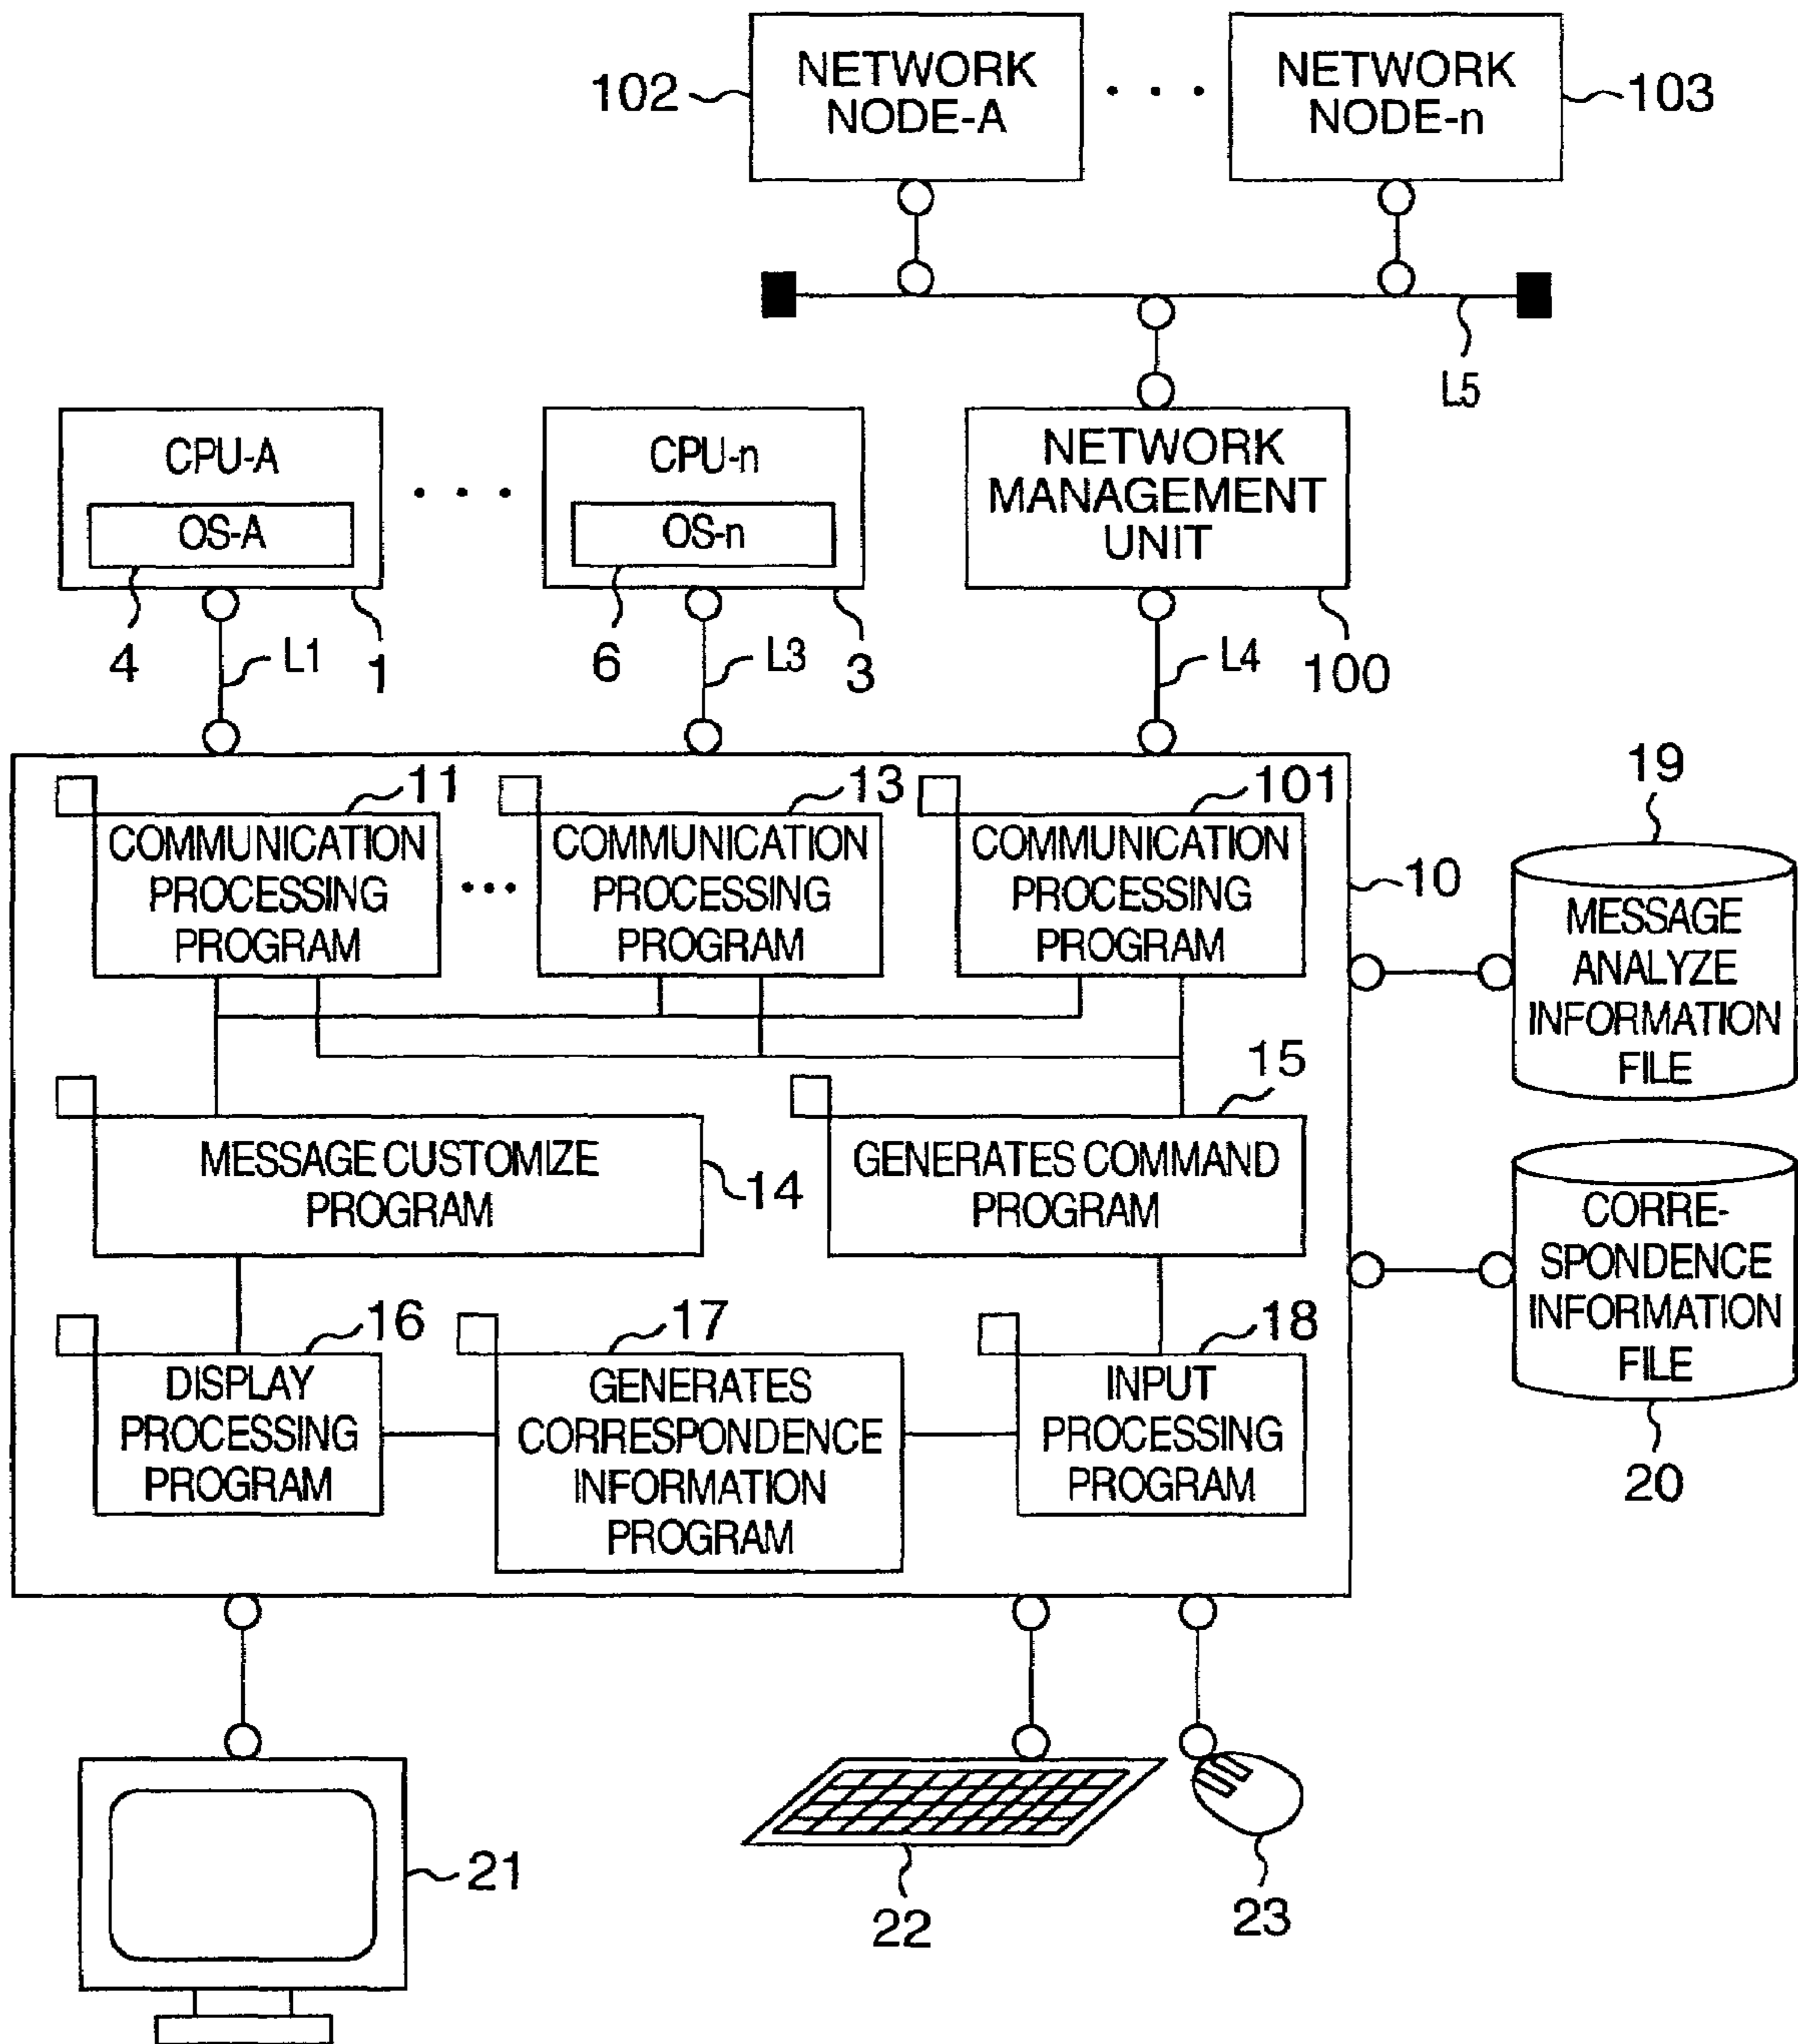 102
NETWORK
NODE-A
. . .
NETWORK
NODE-n
103
L5
CPU-A
OS-A
. . .
CPU-n
OS-n
NETWORK
MANAGEMENT
UNIT
4
L1
1
6
L3
3
L4
100
11
COMMUNICATION
PROCESSING
PROGRAM
...
13
COMMUNICATION
PROCESSING
PROGRAM
101
COMMUNICATION
PROCESSING
PROGRAM
10
19
MESSAGE
ANALYZE
INFORMATION
FILE
MESSAGE CUSTOMIZE
PROGRAM
14
15
GENERATES COMMAND
PROGRAM
CORRE-
SPONDENCE
INFORMATION
FILE
20
16
DISPLAY
PROCESSING
PROGRAM
17
GENERATES
CORRESPONDENCE
INFORMATION
PROGRAM
18
INPUT
PROCESSING
PROGRAM
21
22
23